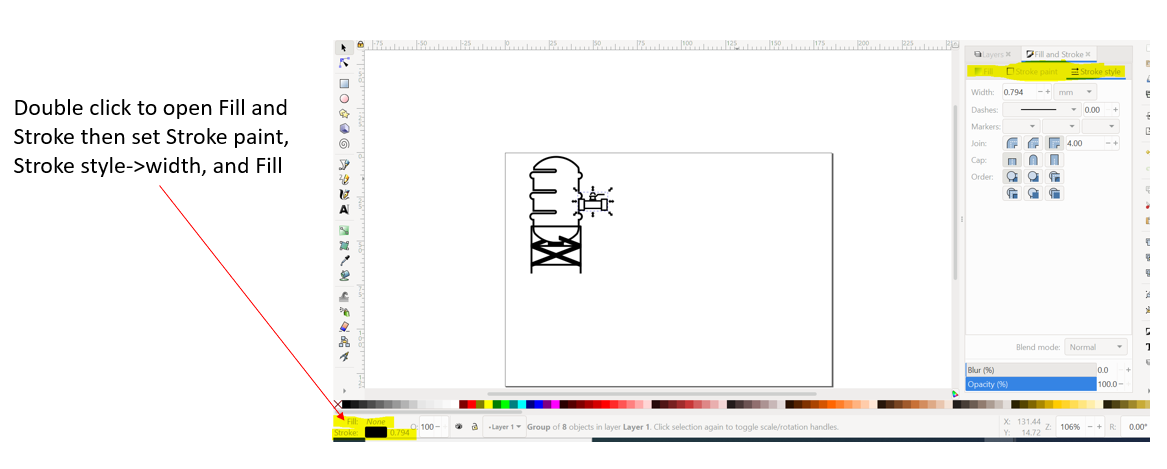 Double click to open Fill and
Stroke then set Stroke paint,
Stroke style->width, and Fill
-75 -50 -25 0 25 50 75 100 125 150 175 200 225
Layers Fill and Stroke
Fill Stroke paint Stroke style
Width: 0.794 − + mm
Dashes: 0.00 +
Markers:
Join: 4.00 − +
Cap:
Order:
A
Blend mode: Normal
Blur (%) 0.0 +
Opacity (%) 100.0 −
Fill: None
Stroke: 0.794
O: 100 −
•Layer 1
Group of 8 objects in layer Layer 1. Click selection again to toggle scale/rotation handles.
X: 131.44
Y: 14.72
Z: 106% − +
R: 0.00°